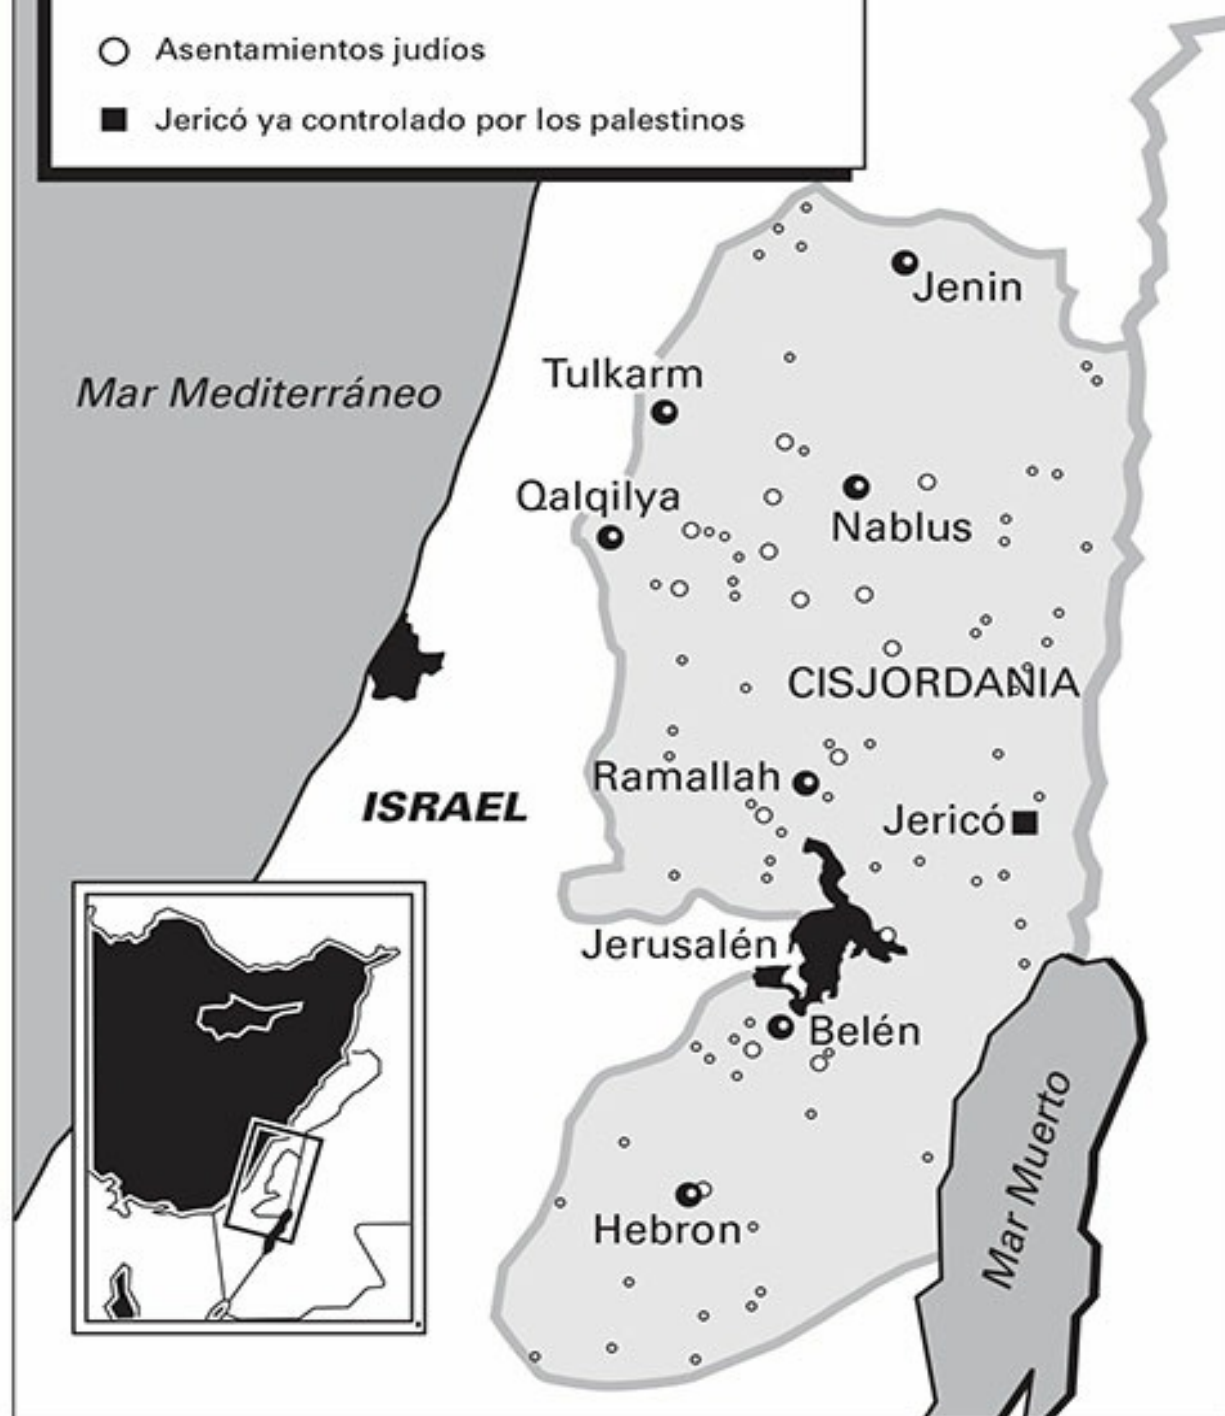 Asentamientos judíos
Jericó ya controlado por los palestinos
Jenin
Tulkarm
Mar Mediterráneo
Qalqilya
Nablus
CISJORDANIA
Ramallah
ISRAEL
Jericó
Jerusalén
Belén
Mar Muerto
Hebron